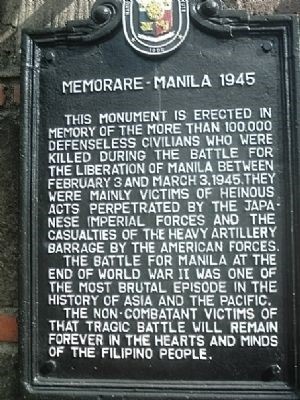 MEMORARE - MANILA 1945
THIS MONUMENT IS ERECTED IN
MEMORY OF THE MORE THAN 100,000
DEFENSELESS CIVILIANS WHO WERE
KILLED DURING THE BATTLE FOR
THE LIBERATION OF MANILA BETWEEN
FEBRUARY 3 AND MARCH 3, 1945. THEY
WERE MAINLY VICTIMS OF HEINOUS
ACTS PERPETRATED BY THE JAPA-
NESE IMPERIAL FORCES AND THE
CASUALTIES OF THE HEAVY ARTILLERY
BARRAGE BY THE AMERICAN FORCES.
THE BATTLE FOR MANILA AT THE
END OF WORLD WAR II WAS ONE OF
THE MOST BRUTAL EPISODE IN THE
HISTORY OF ASIA AND THE PACIFIC.
THE NON-COMBATANT VICTIMS OF
THAT TRAGIC BATTLE WILL REMAIN
FOREVER IN THE HEARTS AND MINDS
OF THE FILIPINO PEOPLE.